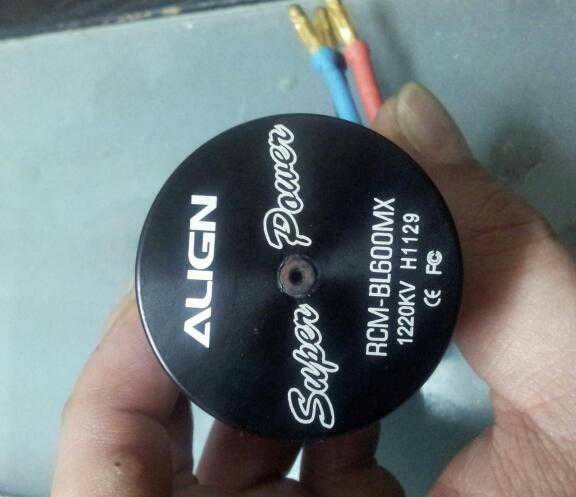 ALIGN
Super Power
RCM-BL600MX
1220KV H1129
CE FC